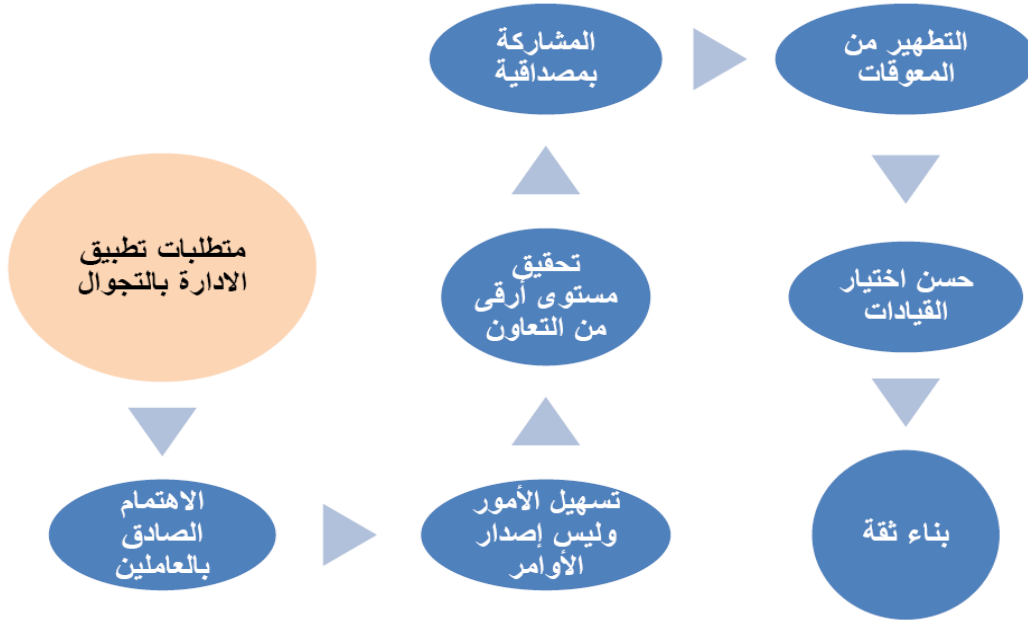 متطلبات تطبيق
الادارة بالتجوال
الاهتمام
الصادق
بالعاملين
تسهيل الأمور
وليس إصدار
الأوامر
تحقيق
مستوى أرقى
من التعاون
المشاركة
بمصداقية
التطهير من
المعوقات
حسن اختيار
القيادات
بناء ثقة